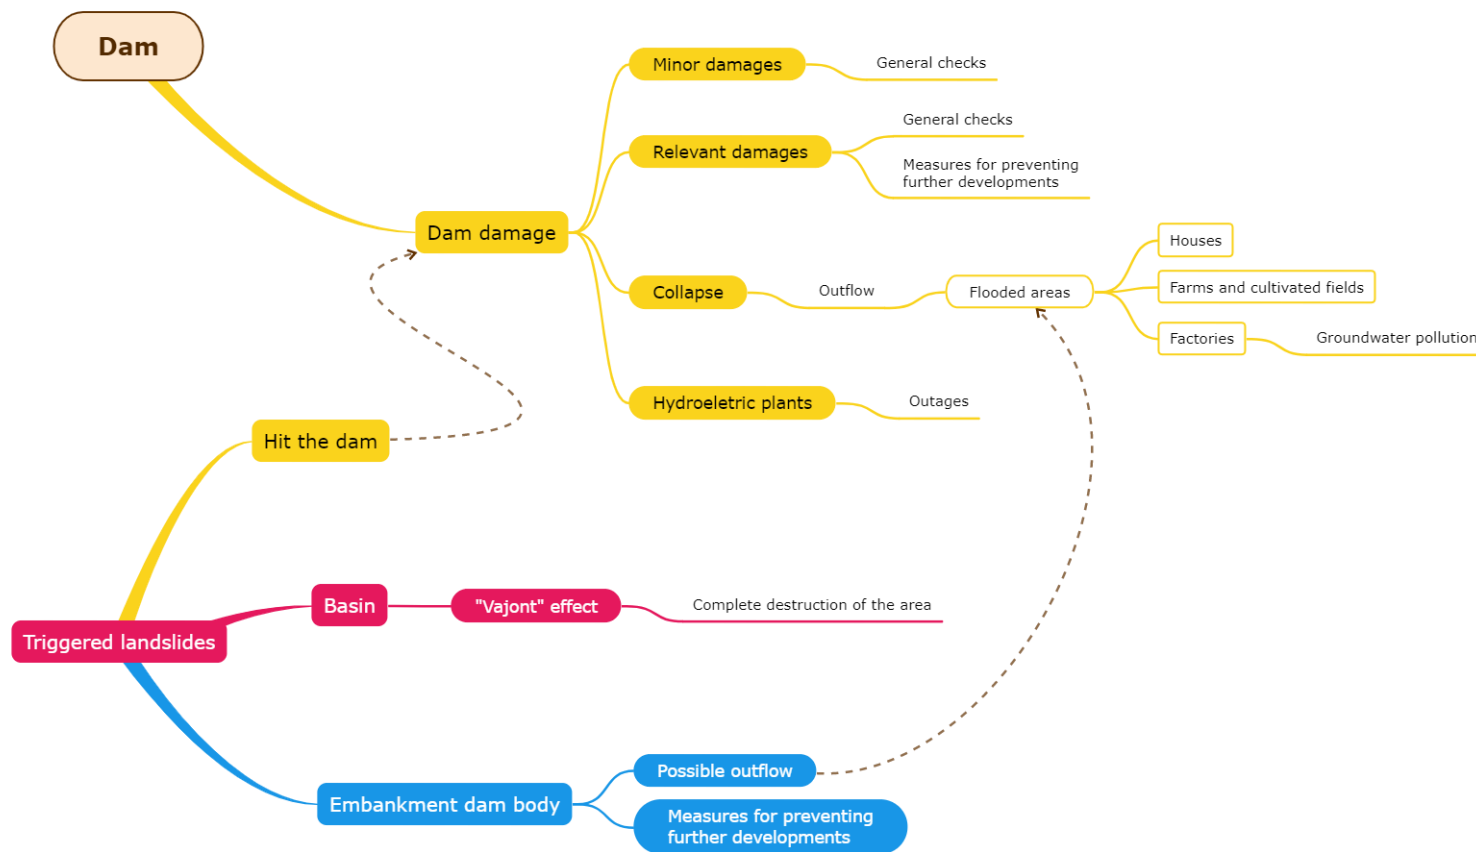 Dam
Minor damages
General checks
General checks
Relevant damages
Measures for preventing
further developments
Dam damage
Houses
Farms and cultivated fields
Collapse
Outflow
Flooded areas
Factories
Groundwater pollution
Hydroeletric plants
Outages
Hit the dam
Basin
"Vajont" effect
Complete destruction of the area
Triggered landslides
Possible outflow
Embankment dam body
Measures for preventing
further developments